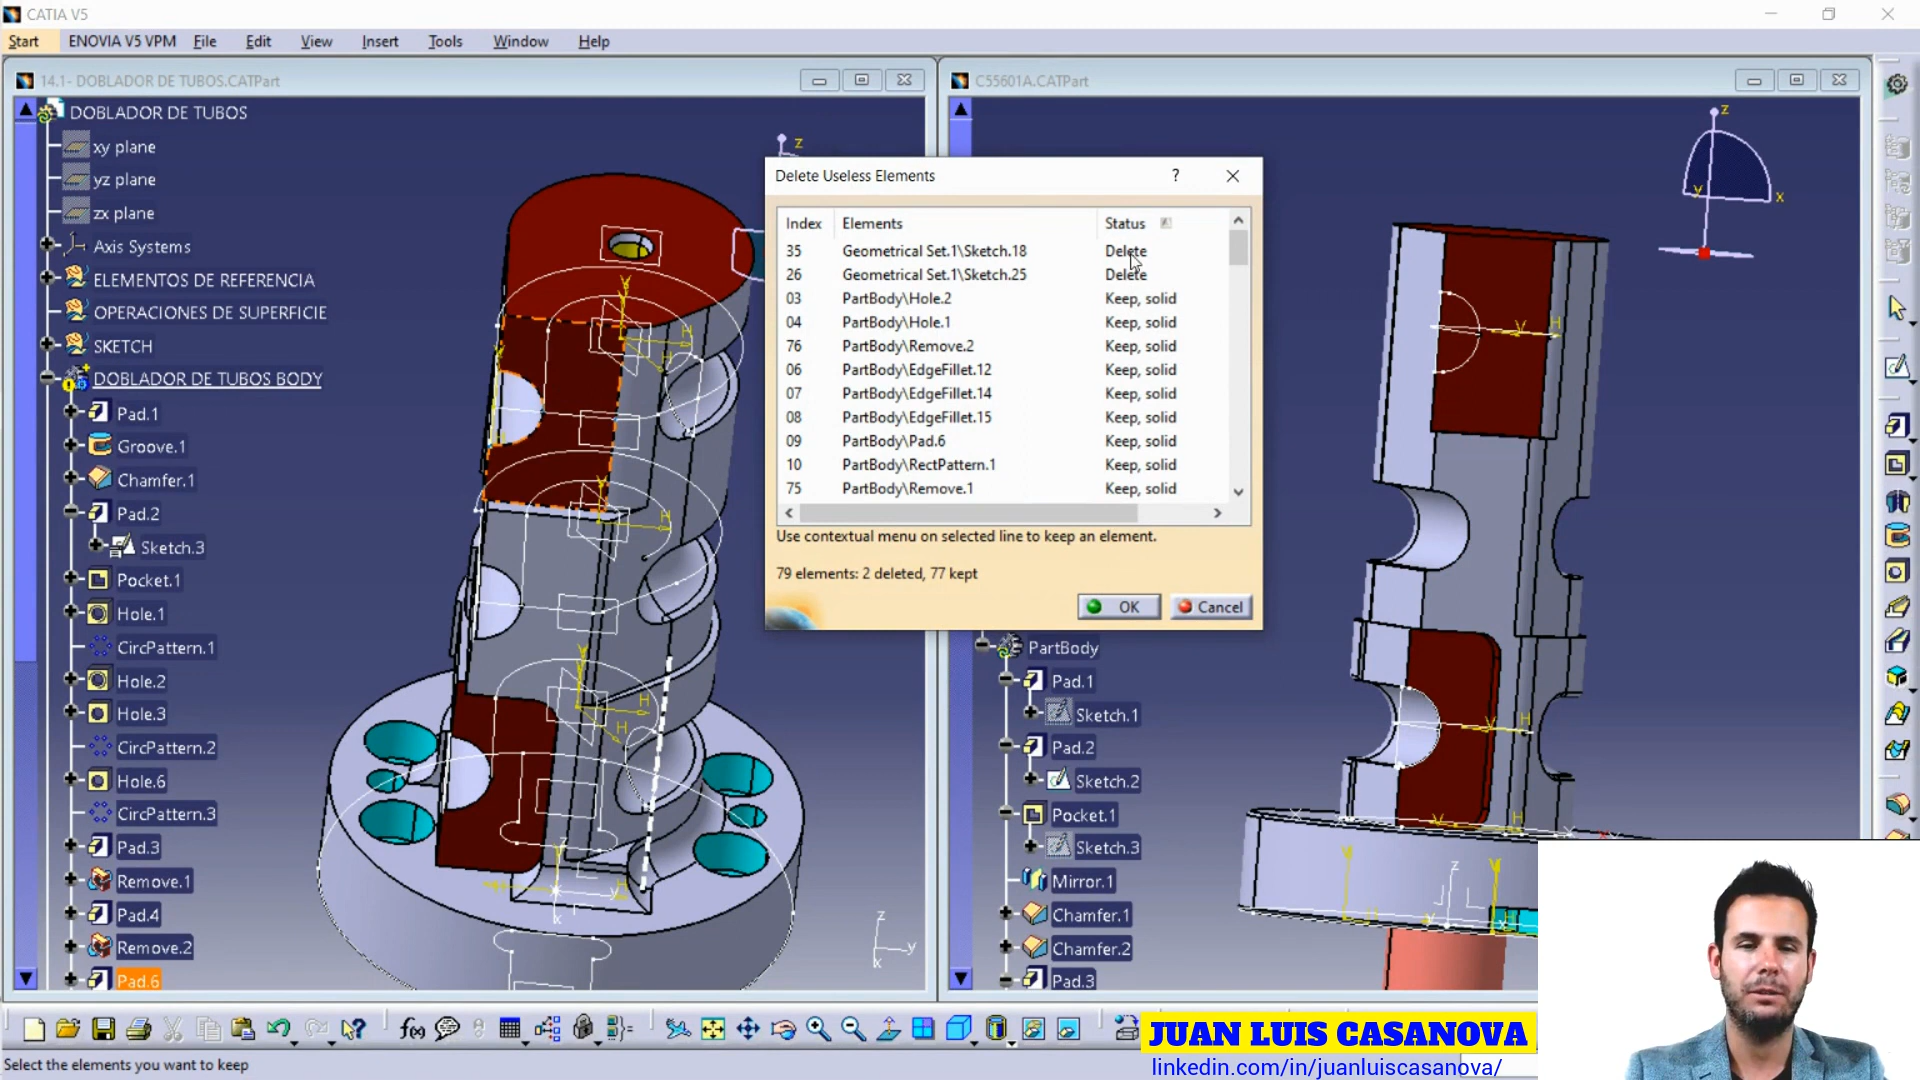 CATIA V5
Start ENOVIA V5 VPM File Edit View Insert Tools Window Help
14.1- DOBLADOR DE TUBOS.CATPart
DOBLADOR DE TUBOS
xy plane
yz plane
zx plane
Axis Systems
ELEMENTOS DE REFERENCIA
OPERACIONES DE SUPERFICIE
SKETCH
DOBLADOR DE TUBOS BODY
Pad.1
Groove.1
Chamfer.1
Pad.2
Sketch.3
Pocket.1
Hole.1
CircPattern.1
Hole.2
Hole.3
CircPattern.2
Hole.6
CircPattern.3
Pad.3
Remove.1
Pad.4
Remove.2
Pad.6
C55601A.CATPart
Delete Useless Elements ?
Index Elements Status
35 Geometrical Set.1\Sketch.18 Delete
26 Geometrical Set.1\Sketch.25 Delete
03 PartBody\Hole.2 Keep, solid
04 PartBody\Hole.1 Keep, solid
76 PartBody\Remove.2 Keep, solid
06 PartBody\EdgeFillet.12 Keep, solid
07 PartBody\EdgeFillet.14 Keep, solid
08 PartBody\EdgeFillet.15 Keep, solid
09 PartBody\Pad.6 Keep, solid
10 PartBody\RectPattern.1 Keep, solid
75 PartBody\Remove.1 Keep, solid
Use contextual menu on selected line to keep an element.
79 elements: 2 deleted, 77 kept
OK Cancel
PartBody
Pad.1
Sketch.1
Pad.2
Sketch.2
Pocket.1
Sketch.3
Mirror.1
Chamfer.1
Chamfer.2
Pad.3
JUAN LUIS CASANOVA
linkedin.com/in/juanluiscasanova/
Select the elements you want to keep